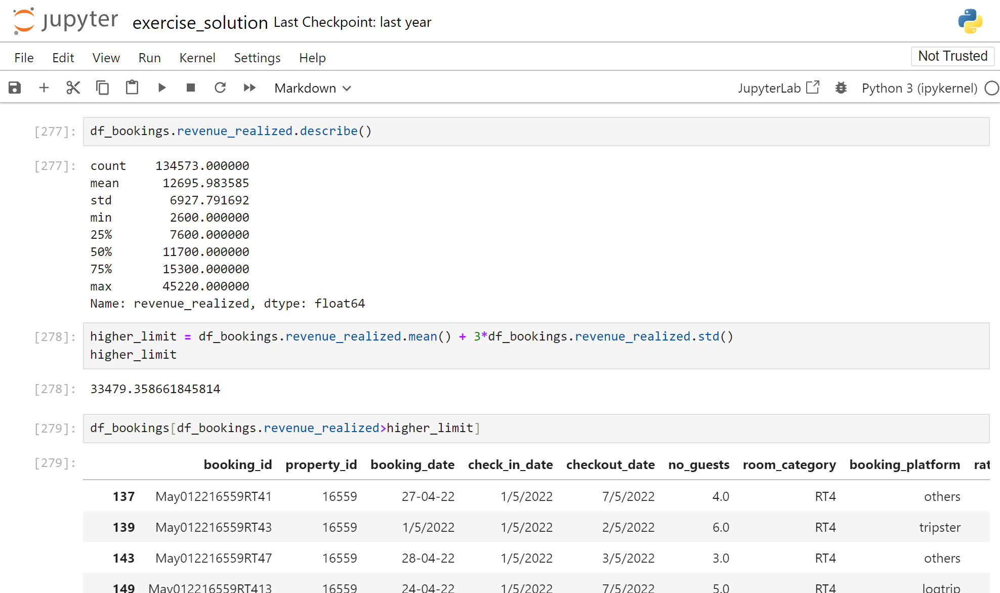 jupyter exercise_solution Last Checkpoint: last year
File Edit View Run Kernel Settings Help Not Trusted
Markdown JupyterLab Python 3 (ipykernel)
[277]: df_bookings.revenue_realized.describe()
[277]: count 134573.000000
mean 12695.983585
std 6927.791692
min 2600.000000
25% 7600.000000
50% 11700.000000
75% 15300.000000
max 45220.000000
Name: revenue_realized, dtype: float64
[278]: higher_limit = df_bookings.revenue_realized.mean() + 3*df_bookings.revenue_realized.std()
higher_limit
[278]: 33479.358661845814
[279]: df_bookings[df_bookings.revenue_realized>higher_limit]
[279]: booking_id property_id booking_date check_in_date checkout_date no_guests room_category booking_platform rat
137 May012216559RT41 16559 27-04-22 1/5/2022 7/5/2022 4.0 RT4 others
139 May012216559RT43 16559 1/5/2022 1/5/2022 2/5/2022 6.0 RT4 tripster
143 May012216559RT47 16559 28-04-22 1/5/2022 3/5/2022 3.0 RT4 others
149 May012216559RT413 16559 24-04-22 1/5/2022 7/5/2022 5.0 RT4 logtrip